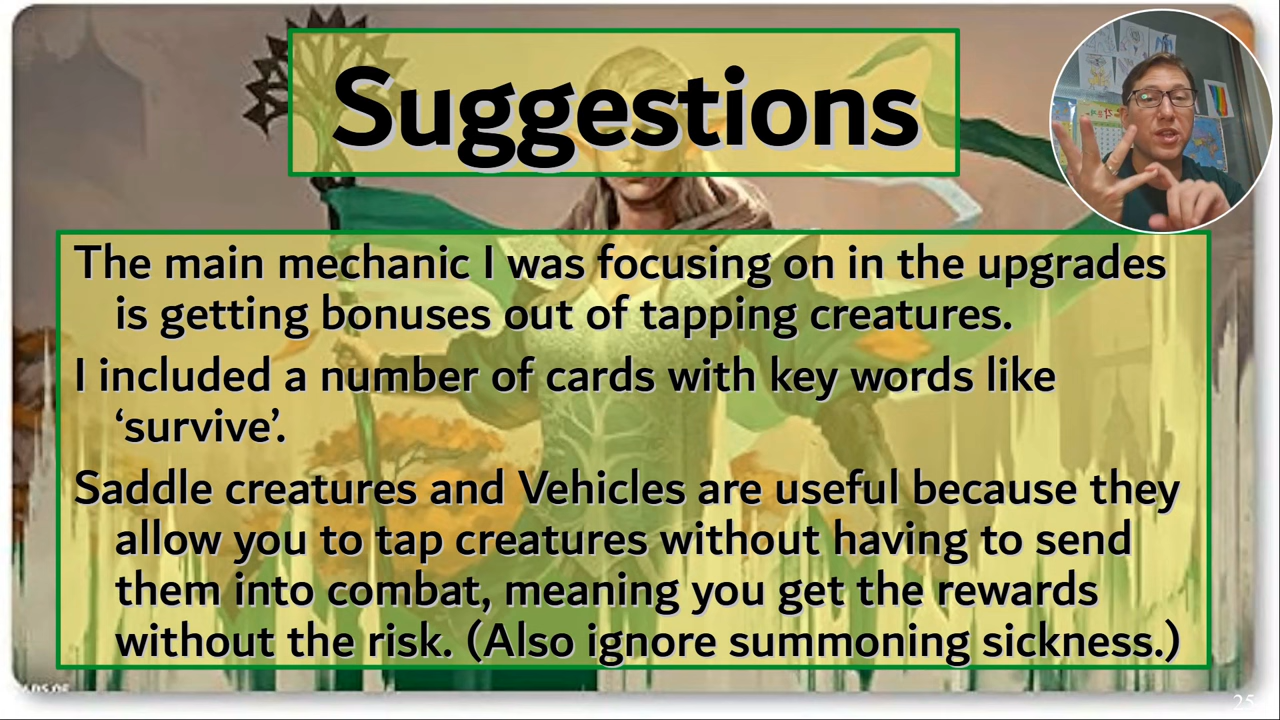 Suggestions
The main mechanic I was focusing on in the upgrades
is getting bonuses out of tapping creatures.
I included a number of cards with key words like
‘survive’.
Saddle creatures and Vehicles are useful because they
allow you to tap creatures without having to send
them into combat, meaning you get the rewards
without the risk. (Also ignore summoning sickness.)
25